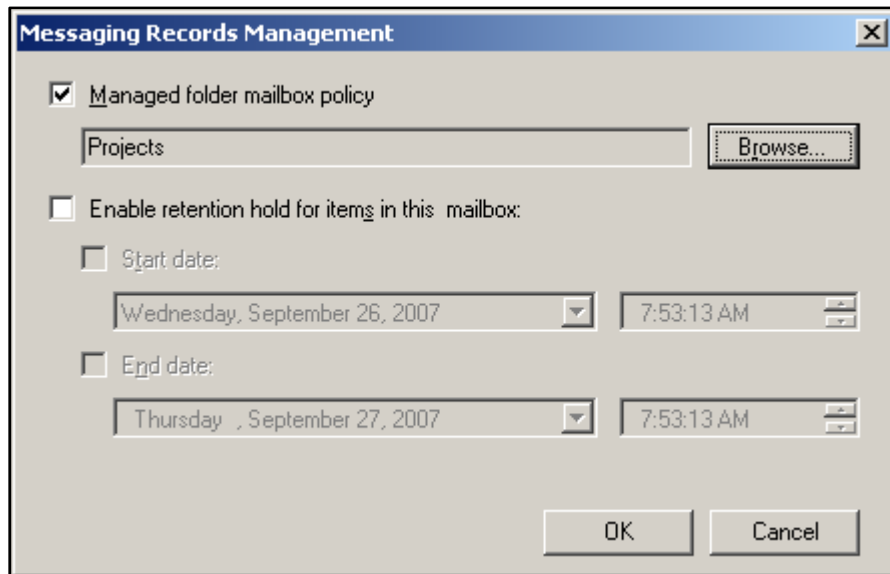 Messaging Records Management
Managed folder mailbox policy
Projects Browse...
Enable retention hold for items in this mailbox:
Start date:
Wednesday, September 26, 2007 7:53:13 AM
End date:
Thursday , September 27, 2007 7:53:13 AM
OK Cancel